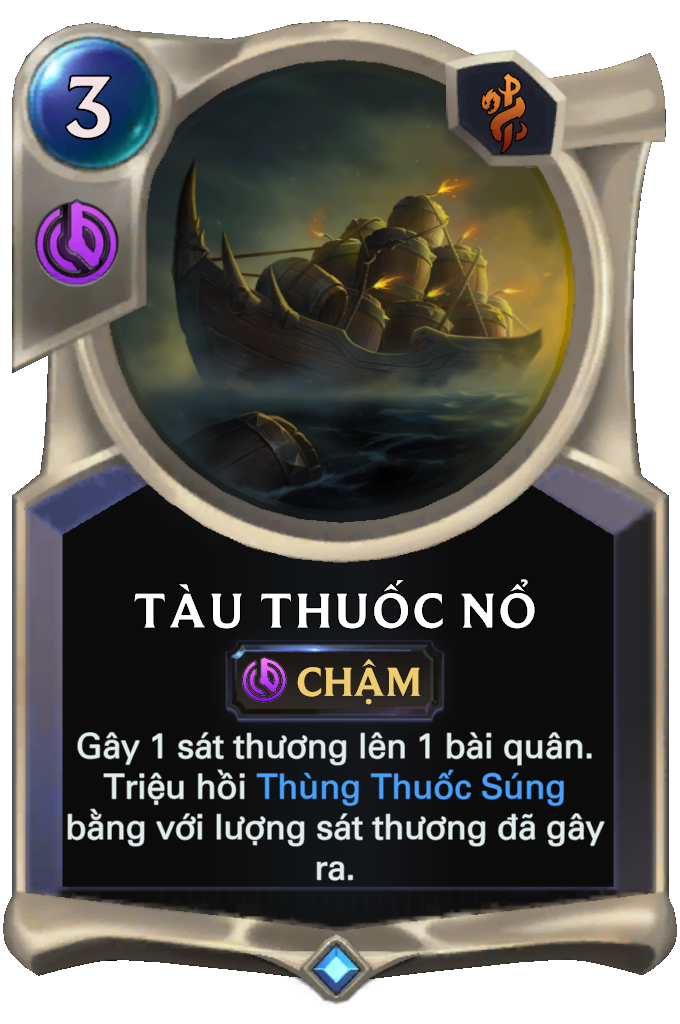 3
TÀU THUỐC NỔ
CHẬM
Gây 1 sát thương lên 1 bài quân.
Triệu hồi Thùng Thuốc Súng
bằng với lượng sát thương đã gây
ra.